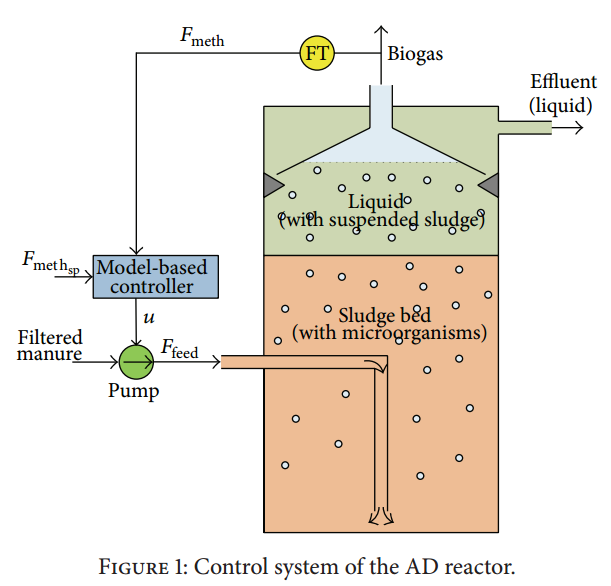 F_meth
FT
Biogas
Effluent
(liquid)
Liquid
(with suspended sludge)
F_meth_sp
Model-based
controller
u
Sludge bed
(with microorganisms)
Filtered
manure
F_feed
Pump
FIGURE 1: Control system of the AD reactor.